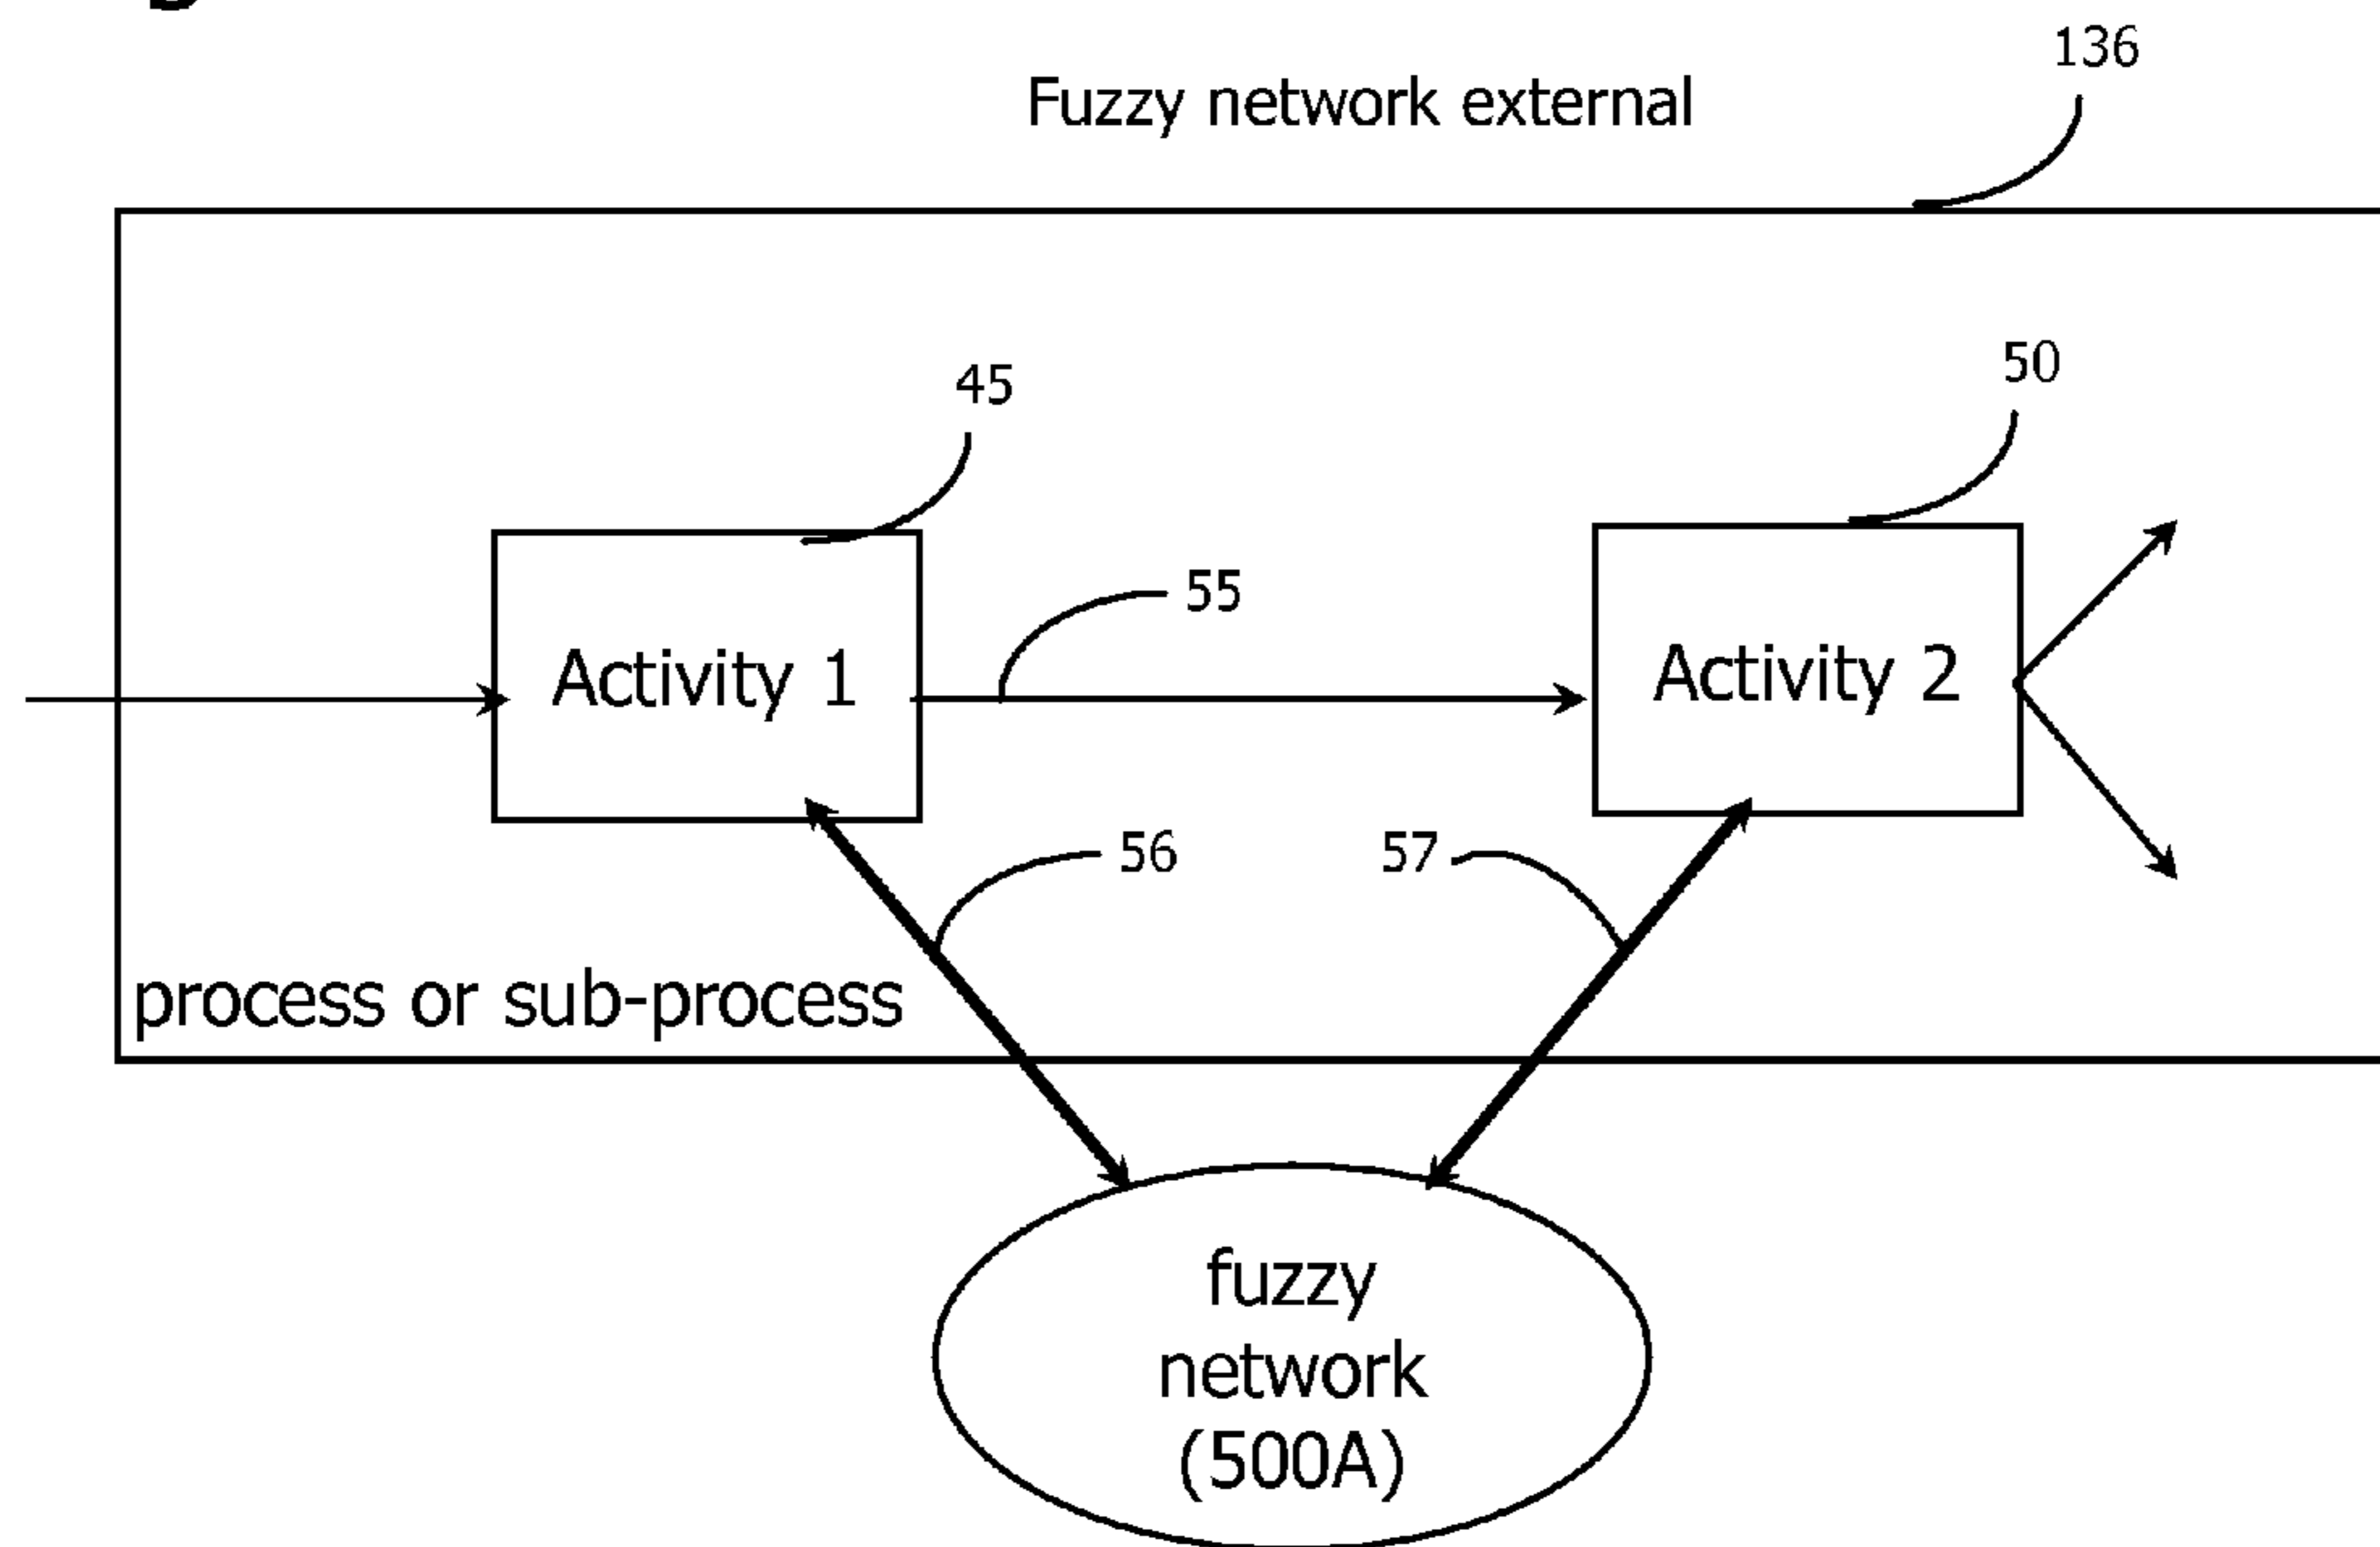 136
Fuzzy network external
50
45
55
Activity 1
Activity 2
56
57
process or sub-process
fuzzy
network
(500A)